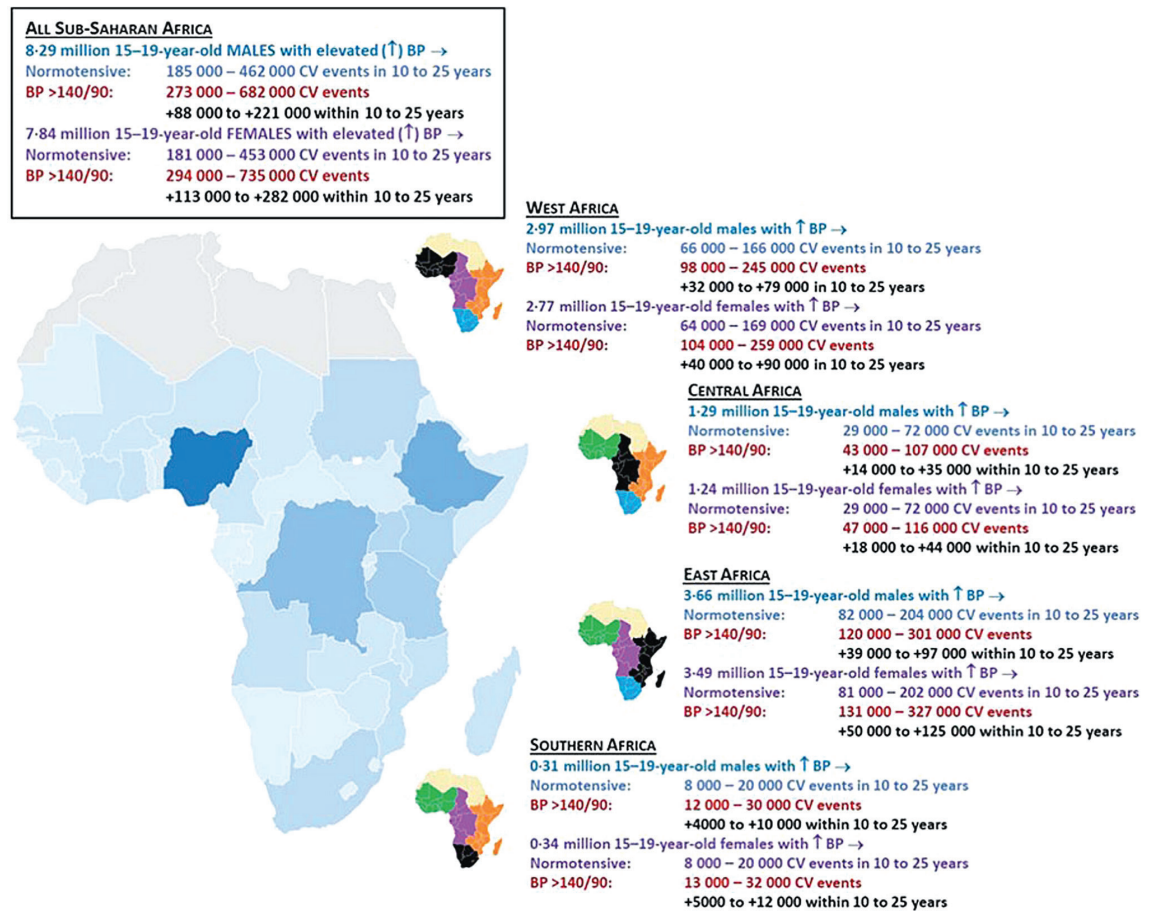 ALL SUB-SAHARAN AFRICA
8·29 million 15–19-year-old MALES with elevated (↑) BP →
Normotensive: 185 000 – 462 000 CV events in 10 to 25 years
BP >140/90: 273 000 – 682 000 CV events
+88 000 to +221 000 within 10 to 25 years
7·84 million 15–19-year-old FEMALES with elevated (↑) BP →
Normotensive: 181 000 – 453 000 CV events in 10 to 25 years
BP >140/90: 294 000 – 735 000 CV events
+113 000 to +282 000 within 10 to 25 years
WEST AFRICA
2·97 million 15–19-year-old males with ↑ BP →
Normotensive: 66 000 – 166 000 CV events in 10 to 25 years
BP >140/90: 98 000 – 245 000 CV events
+32 000 to +79 000 in 10 to 25 years
2·77 million 15–19-year-old females with ↑ BP →
Normotensive: 64 000 – 169 000 CV events in 10 to 25 years
BP >140/90: 104 000 – 259 000 CV events
+40 000 to +90 000 in 10 to 25 years
CENTRAL AFRICA
1·29 million 15–19-year-old males with ↑ BP →
Normotensive: 29 000 – 72 000 CV events in 10 to 25 years
BP >140/90: 43 000 – 107 000 CV events
+14 000 to +35 000 within 10 to 25 years
1·24 million 15–19-year-old females with ↑ BP →
Normotensive: 29 000 – 72 000 CV events in 10 to 25 years
BP >140/90: 47 000 – 116 000 CV events
+18 000 to +44 000 within 10 to 25 years
EAST AFRICA
3·66 million 15–19-year-old males with ↑ BP →
Normotensive: 82 000 – 204 000 CV events in 10 to 25 years
BP >140/90: 120 000 – 301 000 CV events
+39 000 to +97 000 within 10 to 25 years
3·49 million 15–19-year-old females with ↑ BP →
Normotensive: 81 000 – 202 000 CV events in 10 to 25 years
BP >140/90: 131 000 – 327 000 CV events
+50 000 to +125 000 within 10 to 25 years
SOUTHERN AFRICA
0·31 million 15–19-year-old males with ↑ BP →
Normotensive: 8 000 – 20 000 CV events in 10 to 25 years
BP >140/90: 12 000 – 30 000 CV events
+4000 to +10 000 within 10 to 25 years
0·34 million 15–19-year-old females with ↑ BP →
Normotensive: 8 000 – 20 000 CV events in 10 to 25 years
BP >140/90: 13 000 – 32 000 CV events
+5000 to +12 000 within 10 to 25 years